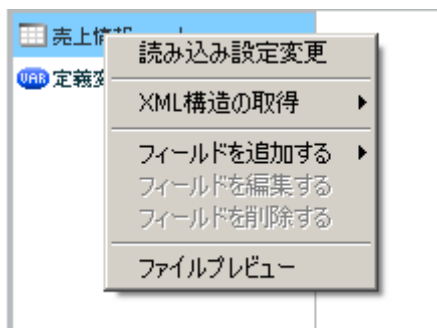 売上情
読み込み設定変更
VAR 定義変
XML構造の取得
フィールドを追加する
フィールドを編集する
フィールドを削除する
ファイルプレビュー